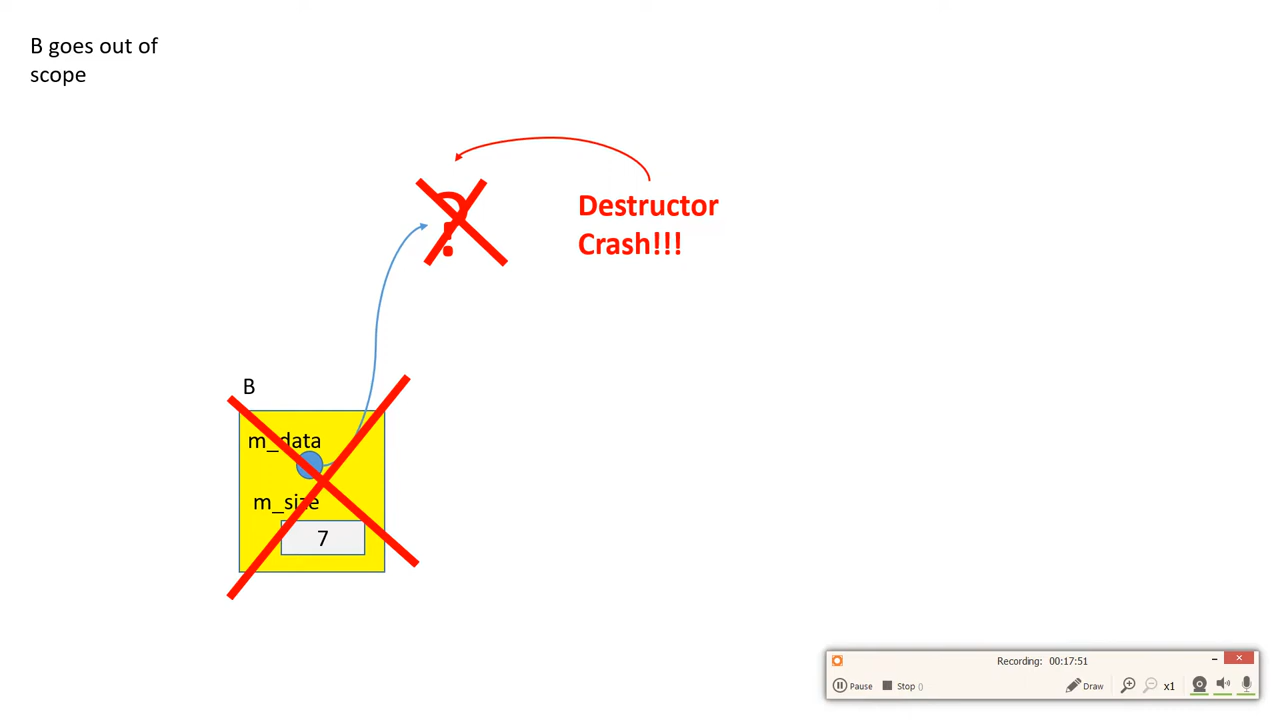 B goes out of
scope
?
Destructor
Crash!!!
B
m_data
m_size
7
Recording: 00:17:51
Pause
Stop
Draw
x1